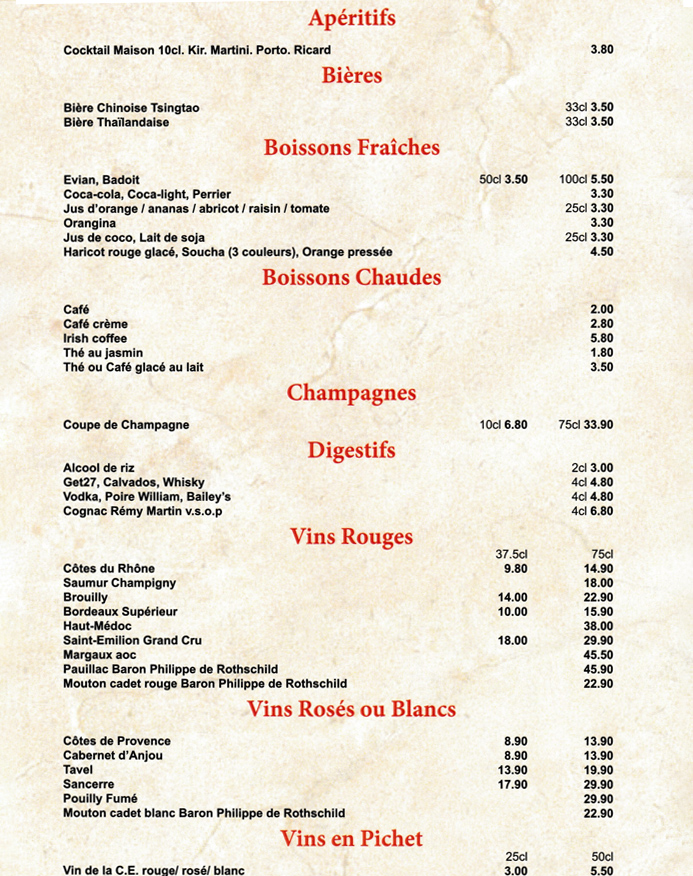 Apéritifs
Cocktail Maison 10cl. Kir. Martini. Porto. Ricard 3.80
Bières
Bière Chinoise Tsingtao 33cl 3.50
Bière Thaïlandaise 33cl 3.50
Boissons Fraîches
Evian, Badoit 50cl 3.50 100cl 5.50
Coca-cola, Coca-light, Perrier 3.30
Jus d'orange / ananas / abricot / raisin / tomate 25cl 3.30
Orangina 3.30
Jus de coco, Lait de soja 25cl 3.30
Haricot rouge glacé, Soucha (3 couleurs), Orange pressée 4.50
Boissons Chaudes
Café 2.00
Café crème 2.80
Irish coffee 5.80
Thé au jasmin 1.80
Thé ou Café glacé au lait 3.50
Champagnes
Coupe de Champagne 10cl 6.80 75cl 33.90
Digestifs
Alcool de riz 2cl 3.00
Get27, Calvados, Whisky 4cl 4.80
Vodka, Poire William, Bailey's 4cl 4.80
Cognac Rémy Martin v.s.o.p 4cl 6.80
Vins Rouges
37.5cl 75cl
Côtes du Rhône 9.80 14.90
Saumur Champigny 18.00
Brouilly 14.00 22.90
Bordeaux Supérieur 10.00 15.90
Haut-Médoc 38.00
Saint-Emilion Grand Cru 18.00 29.90
Margaux aoc 45.50
Pauillac Baron Philippe de Rothschild 45.90
Mouton cadet rouge Baron Philippe de Rothschild 22.90
Vins Rosés ou Blancs
Côtes de Provence 8.90 13.90
Cabernet d'Anjou 8.90 13.90
Tavel 13.90 19.90
Sancerre 17.90 29.90
Pouilly Fumé 29.90
Mouton cadet blanc Baron Philippe de Rothschild 22.90
Vins en Pichet
25cl 50cl
Vin de la C.E. rouge/ rosé/ blanc 3.00 5.50